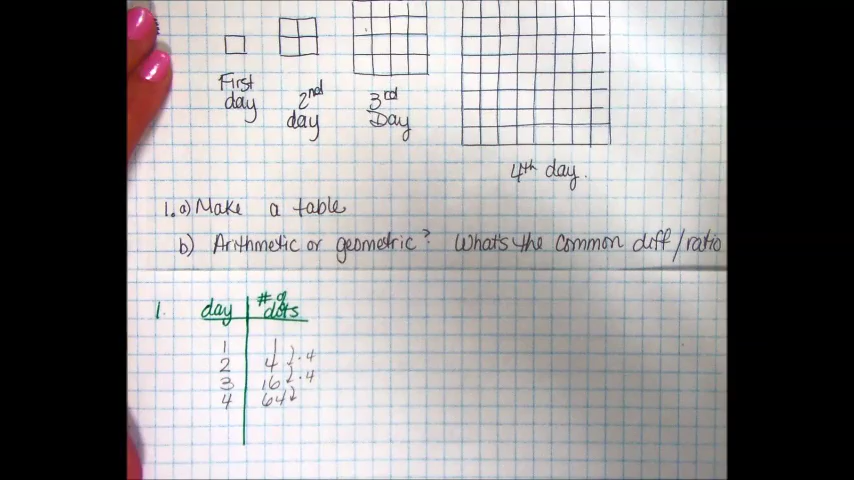 First
day
2nd
day
3rd
Day
4th day.
1. a) Make a table
b) Arithmetic or geometric? What's the common diff/ratio
1. day # of dots
1 1
2 4 · 4
3 16 · 4
4 64